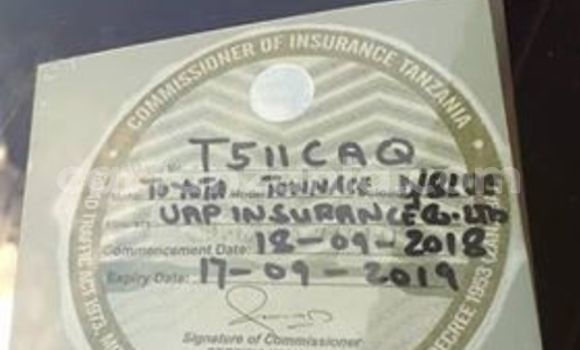 COMMISSIONER OF INSURANCE TANZANIA
T511CAQ
TOYOTA TOWNACE D/BLUE
UAP INSURANCE Co. LTD
Commencement Date: 18-09-2018
Expiry Date: 17-09-2019
Signature of Commissioner